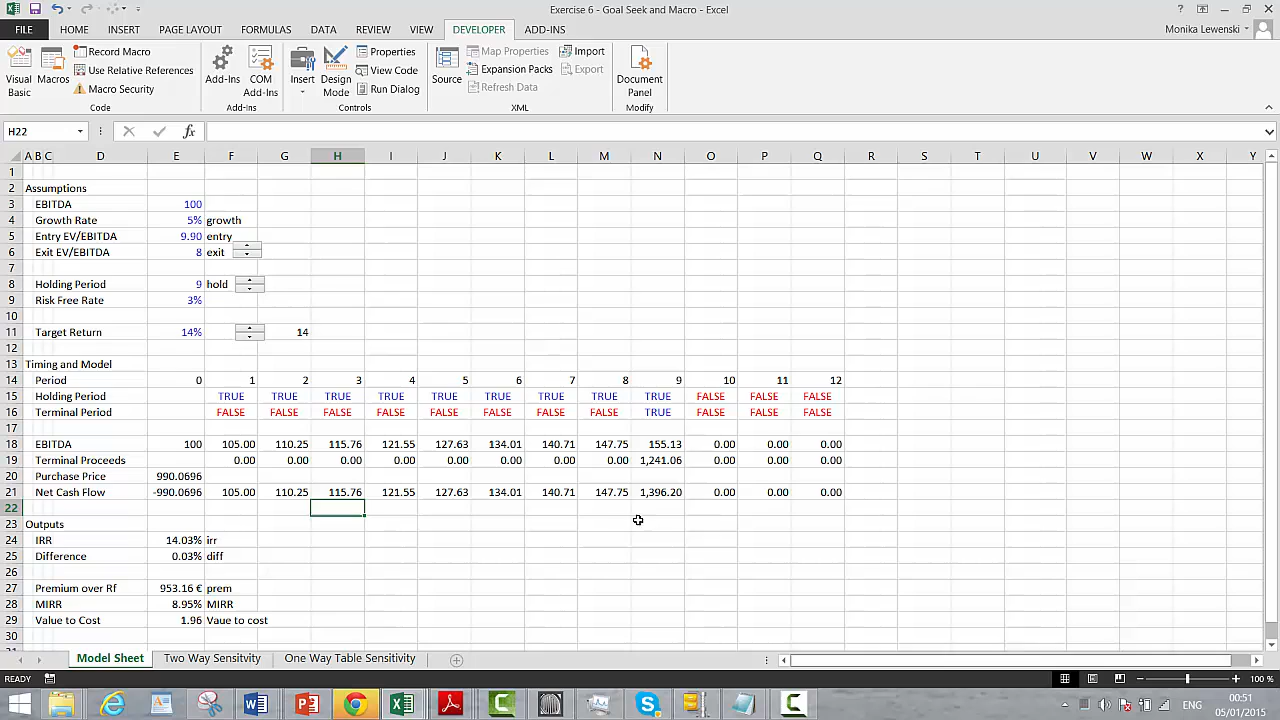 Exercise 6 - Goal Seek and Macro - Excel
FILE HOME INSERT PAGE LAYOUT FORMULAS DATA REVIEW VIEW DEVELOPER ADD-INS Monika Lewenski
Visual Basic
Macros
Record Macro
Use Relative References
Macro Security
Code
Add-Ins
COM Add-Ins
Add-Ins
Insert
Design Mode
Properties
View Code
Run Dialog
Controls
Source
Map Properties
Expansion Packs
Refresh Data
Import
Export
XML
Document Panel
Modify
H22 fx
A B C D E F G H I J K L M N O P Q R S T U V W X Y
1
2 Assumptions
3 EBITDA 100
4 Growth Rate 5% growth
5 Entry EV/EBITDA 9.90 entry
6 Exit EV/EBITDA 8 exit
7
8 Holding Period 9 hold
9 Risk Free Rate 3%
10
11 Target Return 14% 14
12
13 Timing and Model
14 Period 0 1 2 3 4 5 6 7 8 9 10 11 12
15 Holding Period TRUE TRUE TRUE TRUE TRUE TRUE TRUE TRUE TRUE FALSE FALSE FALSE
16 Terminal Period FALSE FALSE FALSE FALSE FALSE FALSE FALSE FALSE TRUE FALSE FALSE FALSE
17
18 EBITDA 100 105.00 110.25 115.76 121.55 127.63 134.01 140.71 147.75 155.13 0.00 0.00 0.00
19 Terminal Proceeds 0.00 0.00 0.00 0.00 0.00 0.00 0.00 0.00 1,241.06 0.00 0.00 0.00
20 Purchase Price 990.0696
21 Net Cash Flow -990.0696 105.00 110.25 115.76 121.55 127.63 134.01 140.71 147.75 1,396.20 0.00 0.00 0.00
22
23 Outputs
24 IRR 14.03% irr
25 Difference 0.03% diff
26
27 Premium over Rf 953.16 € prem
28 MIRR 8.95% MIRR
29 Value to Cost 1.96 Vaue to cost
30
Model Sheet Two Way Sensitivity One Way Table Sensitivity
READY 100 %
ENG 00:51
05/01/2015